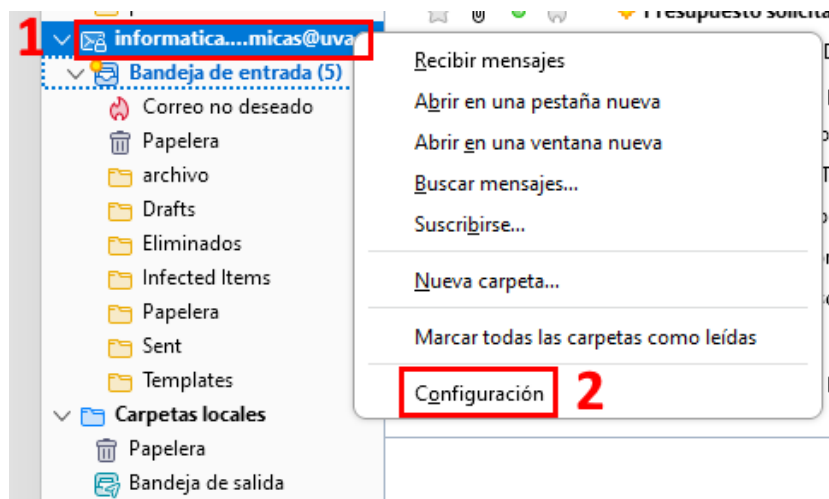 Presupuesto solicita
1
informatica....micas@uva
Bandeja de entrada (5)
Correo no deseado
Papelera
archivo
Drafts
Eliminados
Infected Items
Papelera
Sent
Templates
Carpetas locales
Papelera
Bandeja de salida
Recibir mensajes
Abrir en una pestaña nueva
Abrir en una ventana nueva
Buscar mensajes...
Suscribirse...
Nueva carpeta...
Marcar todas las carpetas como leídas
Configuración
2